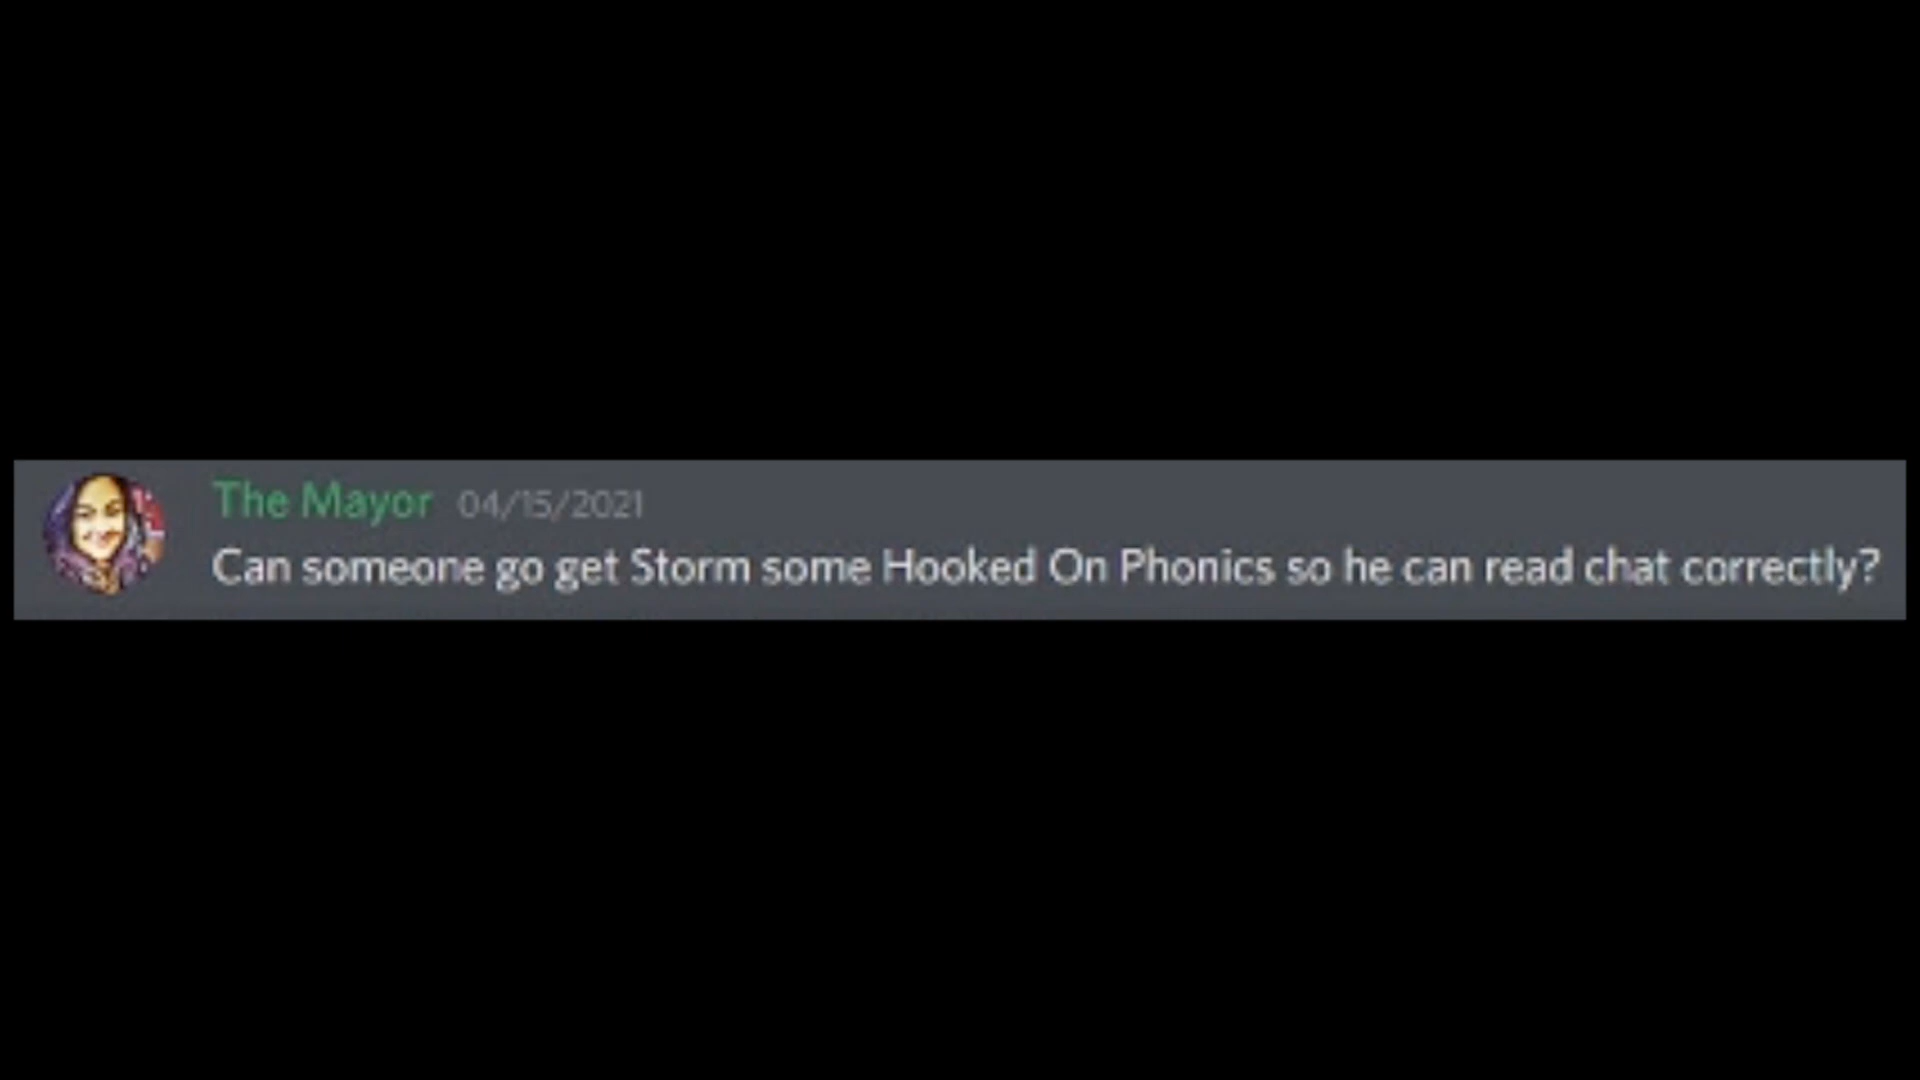 The Mayor 04/15/2021
Can someone go get Storm some Hooked On Phonics so he can read chat correctly?